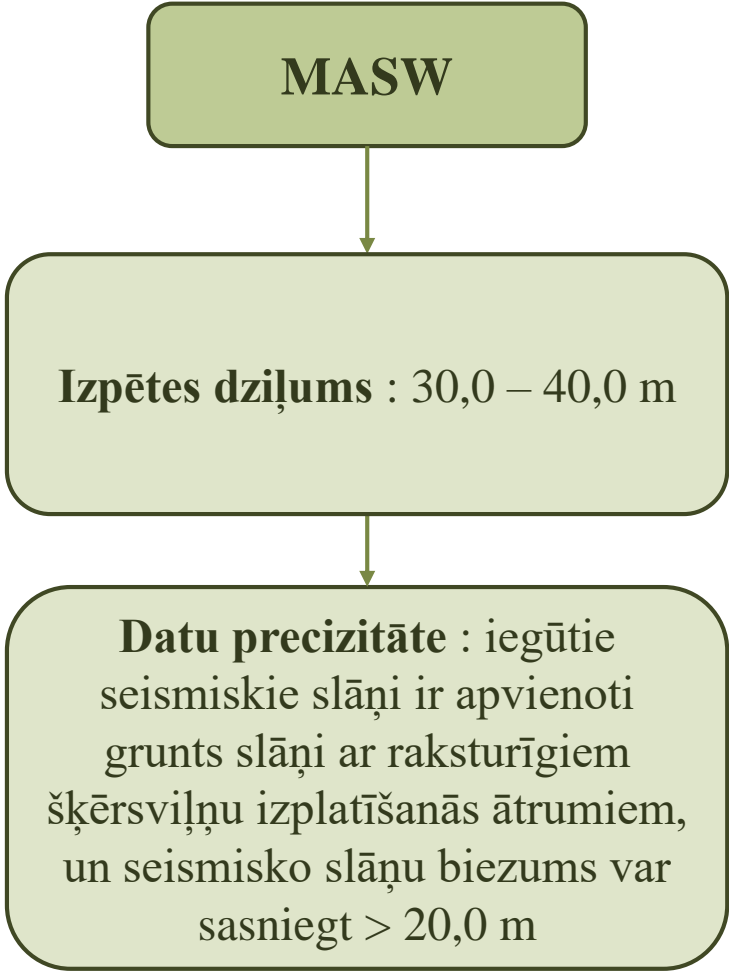 MASW
Izpētes dziļums : 30,0 – 40,0 m
Datu precizitāte : iegūtie
seismiskie slāņi ir apvienoti
grunts slāņi ar raksturīgiem
šķērsviļņu izplatīšanās ātrumiem,
un seismisko slāņu biezums var
sasniegt > 20,0 m